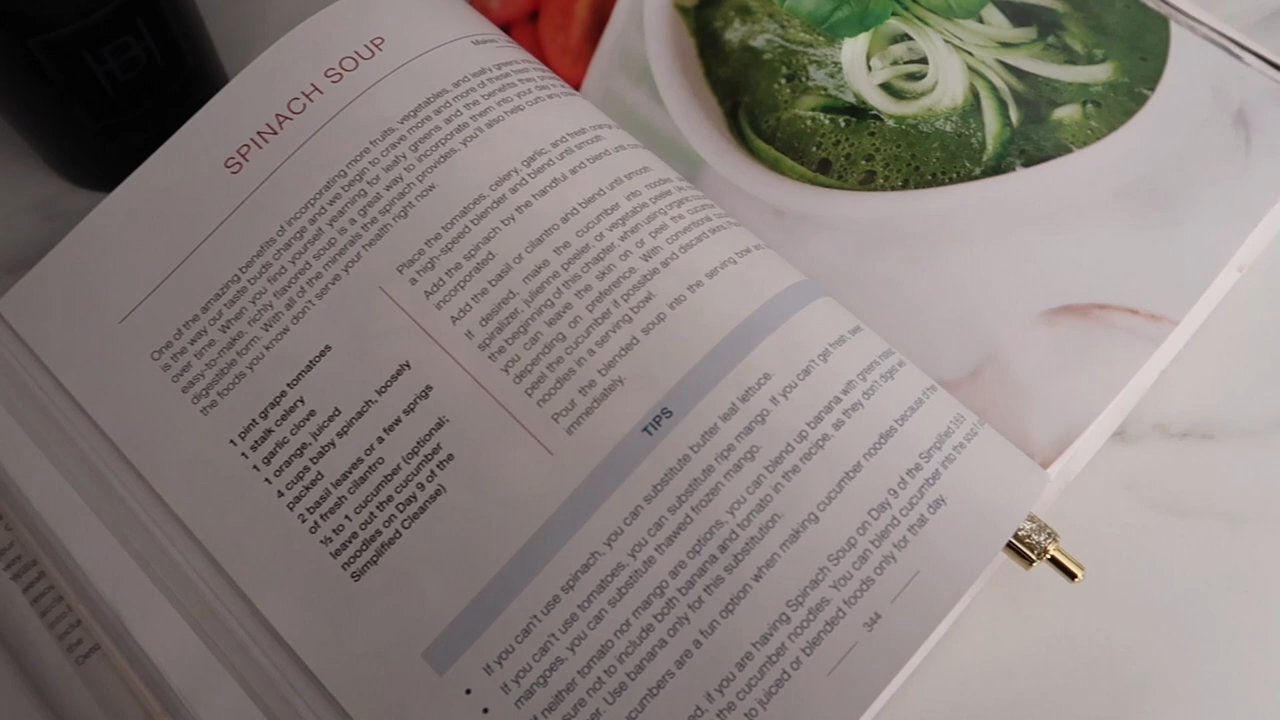 SPINACH SOUP
Makes
One of the amazing benefits of incorporating more fruits, vegetables, and leafy greens
is the way our taste buds change and we begin to crave more and more of these fresh
over time. When you find yourself yearning for leafy greens and the benefits they
easy-to-make, richly flavored soup is a great way to incorporate them into your day in
digestible form. With all of the minerals the spinach provides, you'll also help curb any
the foods you know don't serve your health right now.
1 pint grape tomatoes
1 stalk celery
1 garlic clove
1 orange, juiced
4 cups baby spinach, loosely
packed
2 basil leaves or a few sprigs
of fresh cilantro
½ to 1 cucumber (optional;
leave out the cucumber
noodles on Day 9 of the
Simplified Cleanse)
Place the tomatoes, celery, garlic, and fresh orange
a high-speed blender and blend until smooth.
Add the spinach by the handful and blend until
incorporated.
Add the basil or cilantro and blend until smooth.
If desired, make the cucumber into noodles
spiralizer, julienne peeler, or vegetable peeler.
the beginning of this chapter, when using organic
you can leave the skin on or peel the
depending on preference. With conventional
peel the cucumber if possible and discard
noodles in a serving bowl.
Pour the blended soup into the serving bowl
immediately.
TIPS
• If you can't use spinach, you can substitute butter leaf lettuce.
• If you can't use tomatoes, you can substitute ripe mango. If you can't get fresh,
mangoes, you can substitute thawed frozen mango.
neither tomato nor mango are options, you can blend up banana with greens
sure not to include both banana and tomato in the recipe, as they don't digest
Use banana only for this substitution.
are a fun option when making cucumber noodles because
if you are having Spinach Soup on Day 9 of the Simplified 3:6:9
the cucumber noodles. You can blend cucumber into the soup
to juiced or blended foods only for that day.
344